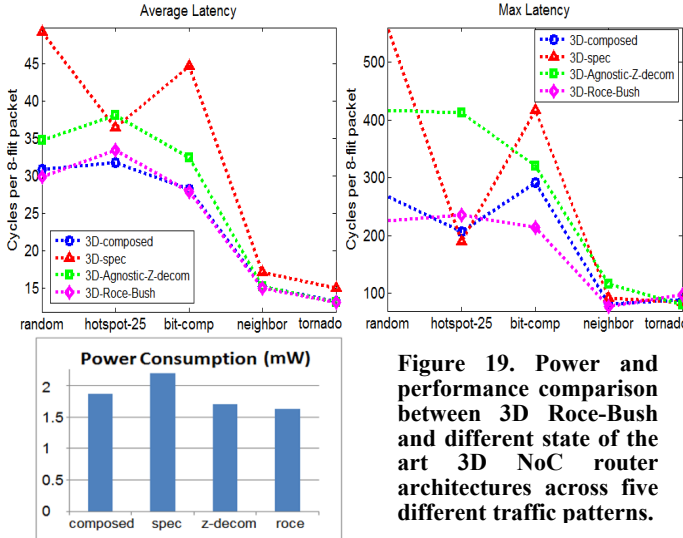 Average Latency
Cycles per 8-flit packet
45
40
35
30
25
20
15
3D-composed
3D-spec
3D-Agnostic-Z-decom
3D-Roce-Bush
random hotspot-25 bit-comp neighbor tornado
Max Latency
Cycles per 8-flit packet
500
400
300
200
100
3D-composed
3D-spec
3D-Agnostic-Z-decom
3D-Roce-Bush
random hotspot-25 bit-comp neighbor tornado
Power Consumption (mW)
2
1.5
1
0.5
0
composed spec z-decom roce
Figure 19. Power and
performance comparison
between 3D Roce-Bush
and different state of the
art 3D NoC router
architectures across five
different traffic patterns.